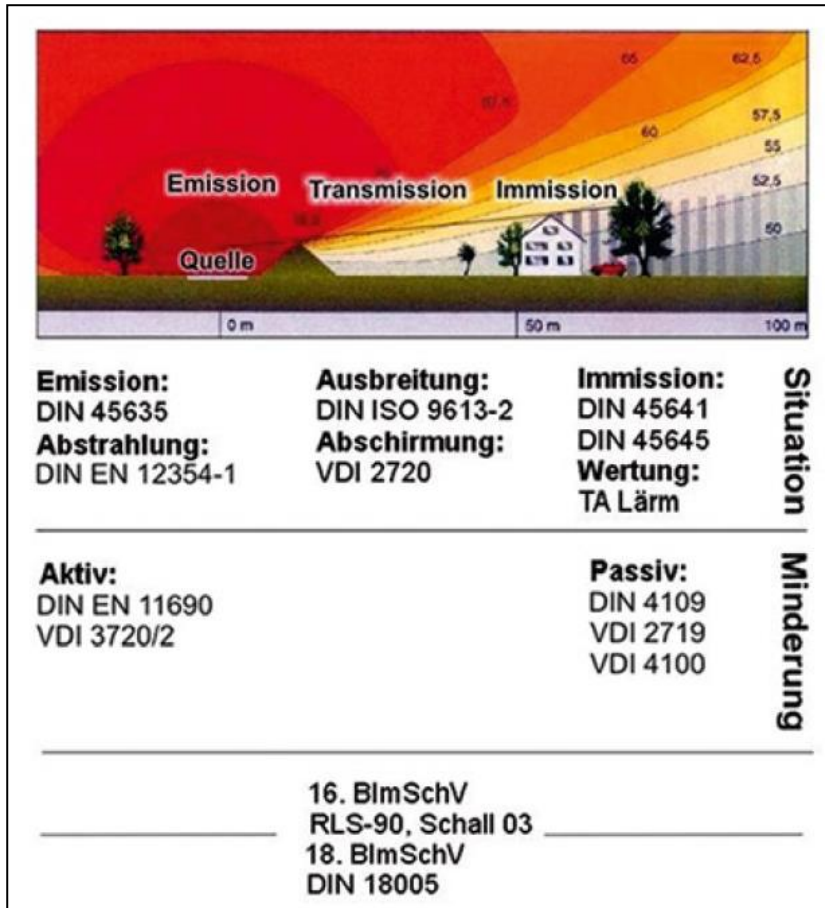 65
62,5
67,5
57,5
60
55
52,5
50
Emission Transmission Immission
Quelle
0 m 50 m 100 m
Emission:
DIN 45635
Abstrahlung:
DIN EN 12354-1
Ausbreitung:
DIN ISO 9613-2
Abschirmung:
VDI 2720
Immission:
DIN 45641
DIN 45645
Wertung:
TA Lärm
Situation
Aktiv:
DIN EN 11690
VDI 3720/2
Passiv:
DIN 4109
VDI 2719
VDI 4100
Minderung
16. BImSchV
RLS-90, Schall 03
18. BImSchV
DIN 18005